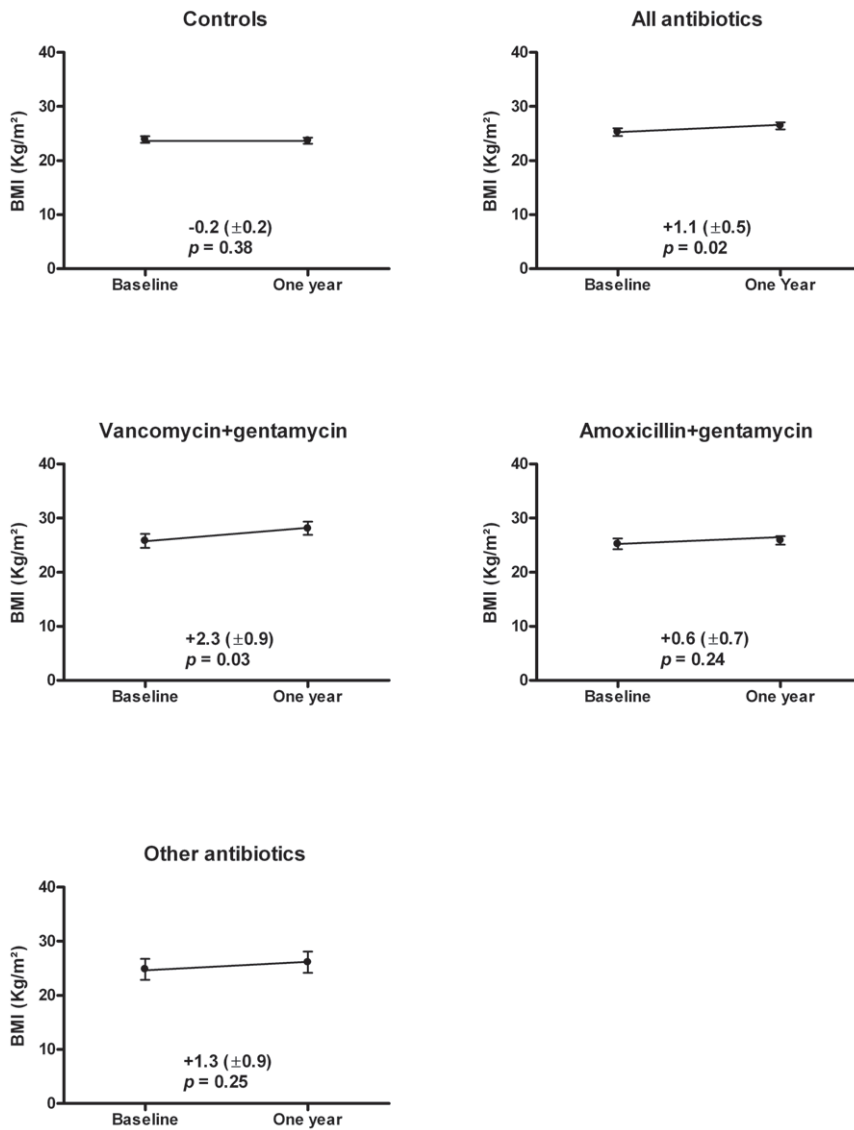 Controls
BMI (Kg/m²)
40
30
20
10
0
-0.2 (±0.2)
p = 0.38
Baseline
One year
All antibiotics
BMI (Kg/m²)
40
30
20
10
0
+1.1 (±0.5)
p = 0.02
Baseline
One Year
Vancomycin+gentamycin
BMI (Kg/m²)
40
30
20
10
0
+2.3 (±0.9)
p = 0.03
Baseline
One year
Amoxicillin+gentamycin
BMI (Kg/m²)
40
30
20
10
0
+0.6 (±0.7)
p = 0.24
Baseline
One year
Other antibiotics
BMI (Kg/m²)
40
30
20
10
0
+1.3 (±0.9)
p = 0.25
Baseline
One year